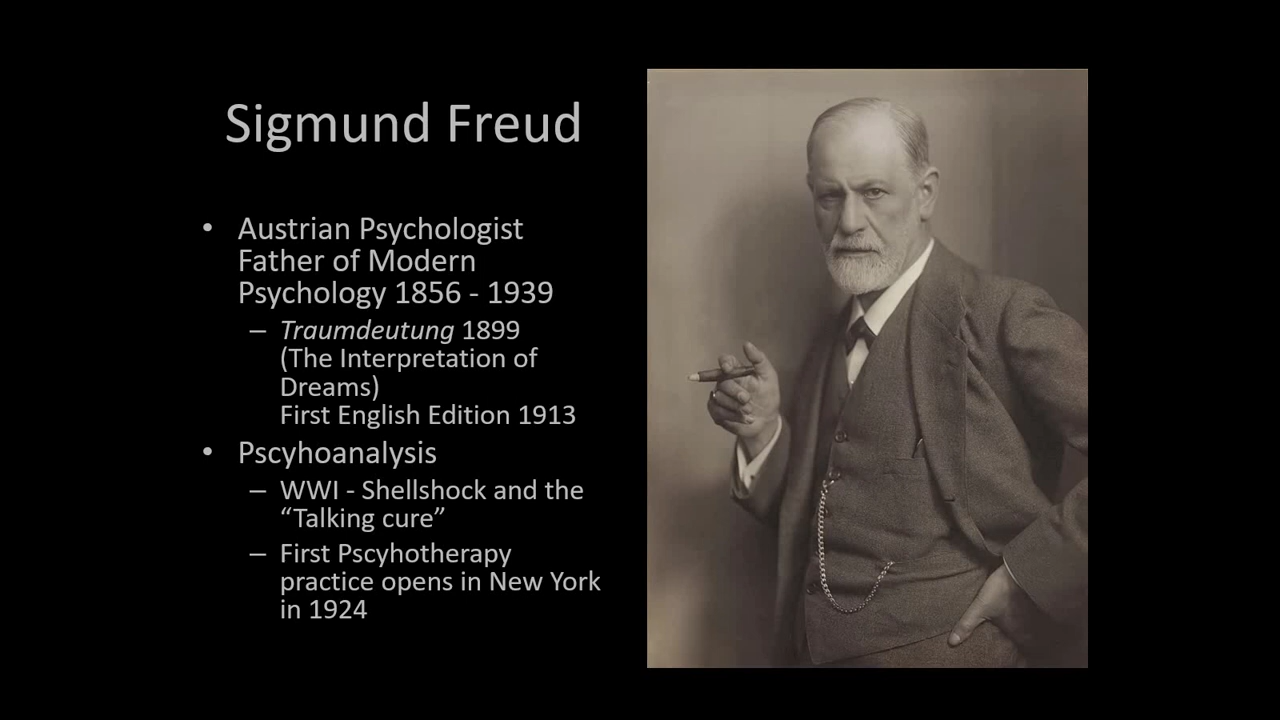 Sigmund Freud
• Austrian Psychologist
Father of Modern
Psychology 1856 - 1939
– Traumdeutung 1899
(The Interpretation of
Dreams)
First English Edition 1913
• Pscyhoanalysis
– WWI - Shellshock and the
“Talking cure”
– First Pscyhotherapy
practice opens in New York
in 1924